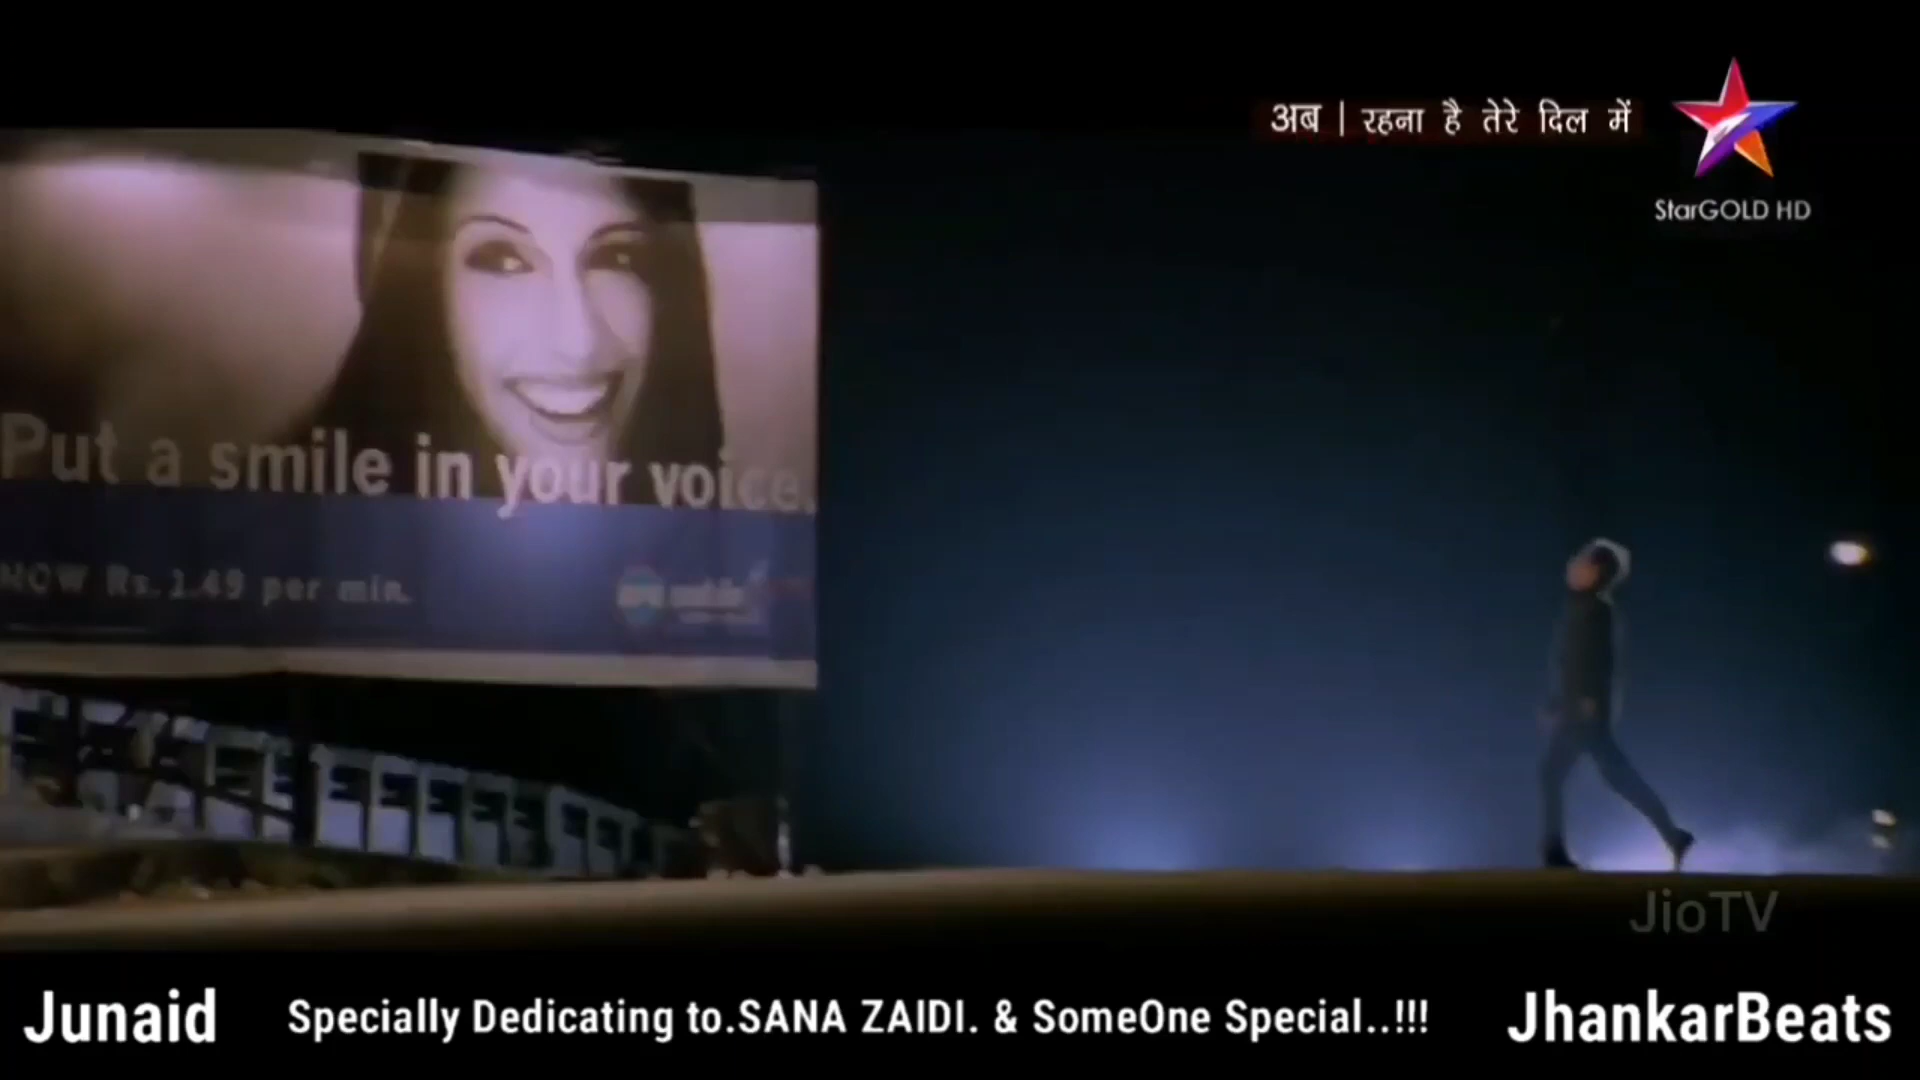 अब | रहना है तेरे दिल में
StarGOLD HD
Put a smile in your voice.
NOW Rs.1.49 per min.
JioTV
Junaid
Specially Dedicating to.SANA ZAIDI. & SomeOne Special..!!!
JhankarBeats